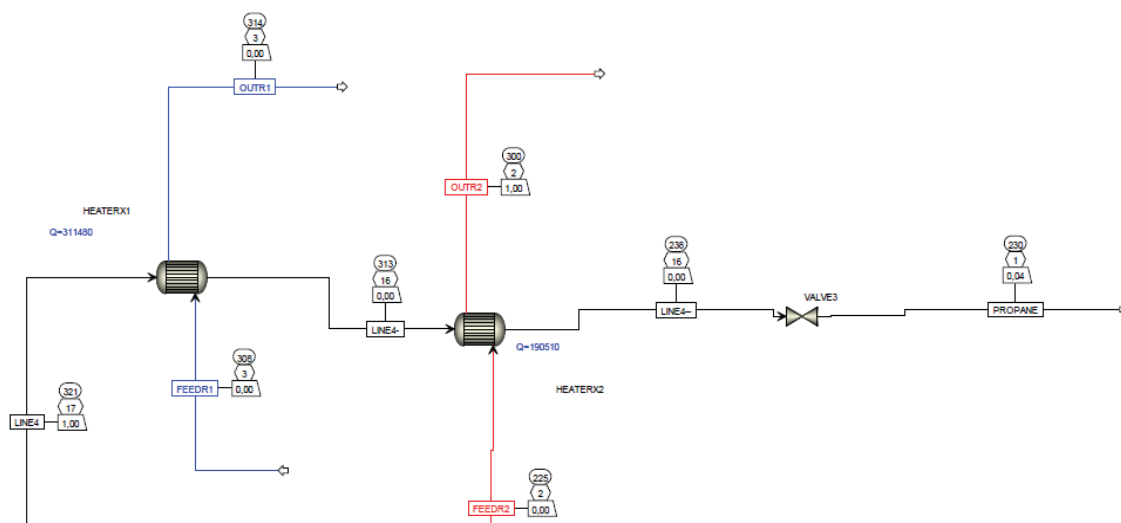 314
3
0,00
OUTR1
300
2
1,00
OUTR2
HEATERX1
Q=311480
313
16
0,00
LINE4-
238
16
0,00
LINE4--
VALVE3
230
1
0,04
PROPANE
Q=190510
HEATERX2
308
3
0,00
FEEDR1
321
17
1,00
LINE4
225
2
0,00
FEEDR2